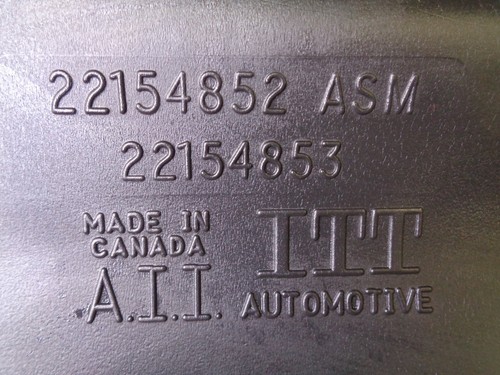 22154852 ASM
22154853
MADE IN
CANADA
A.I.I.
ITT
AUTOMOTIVE